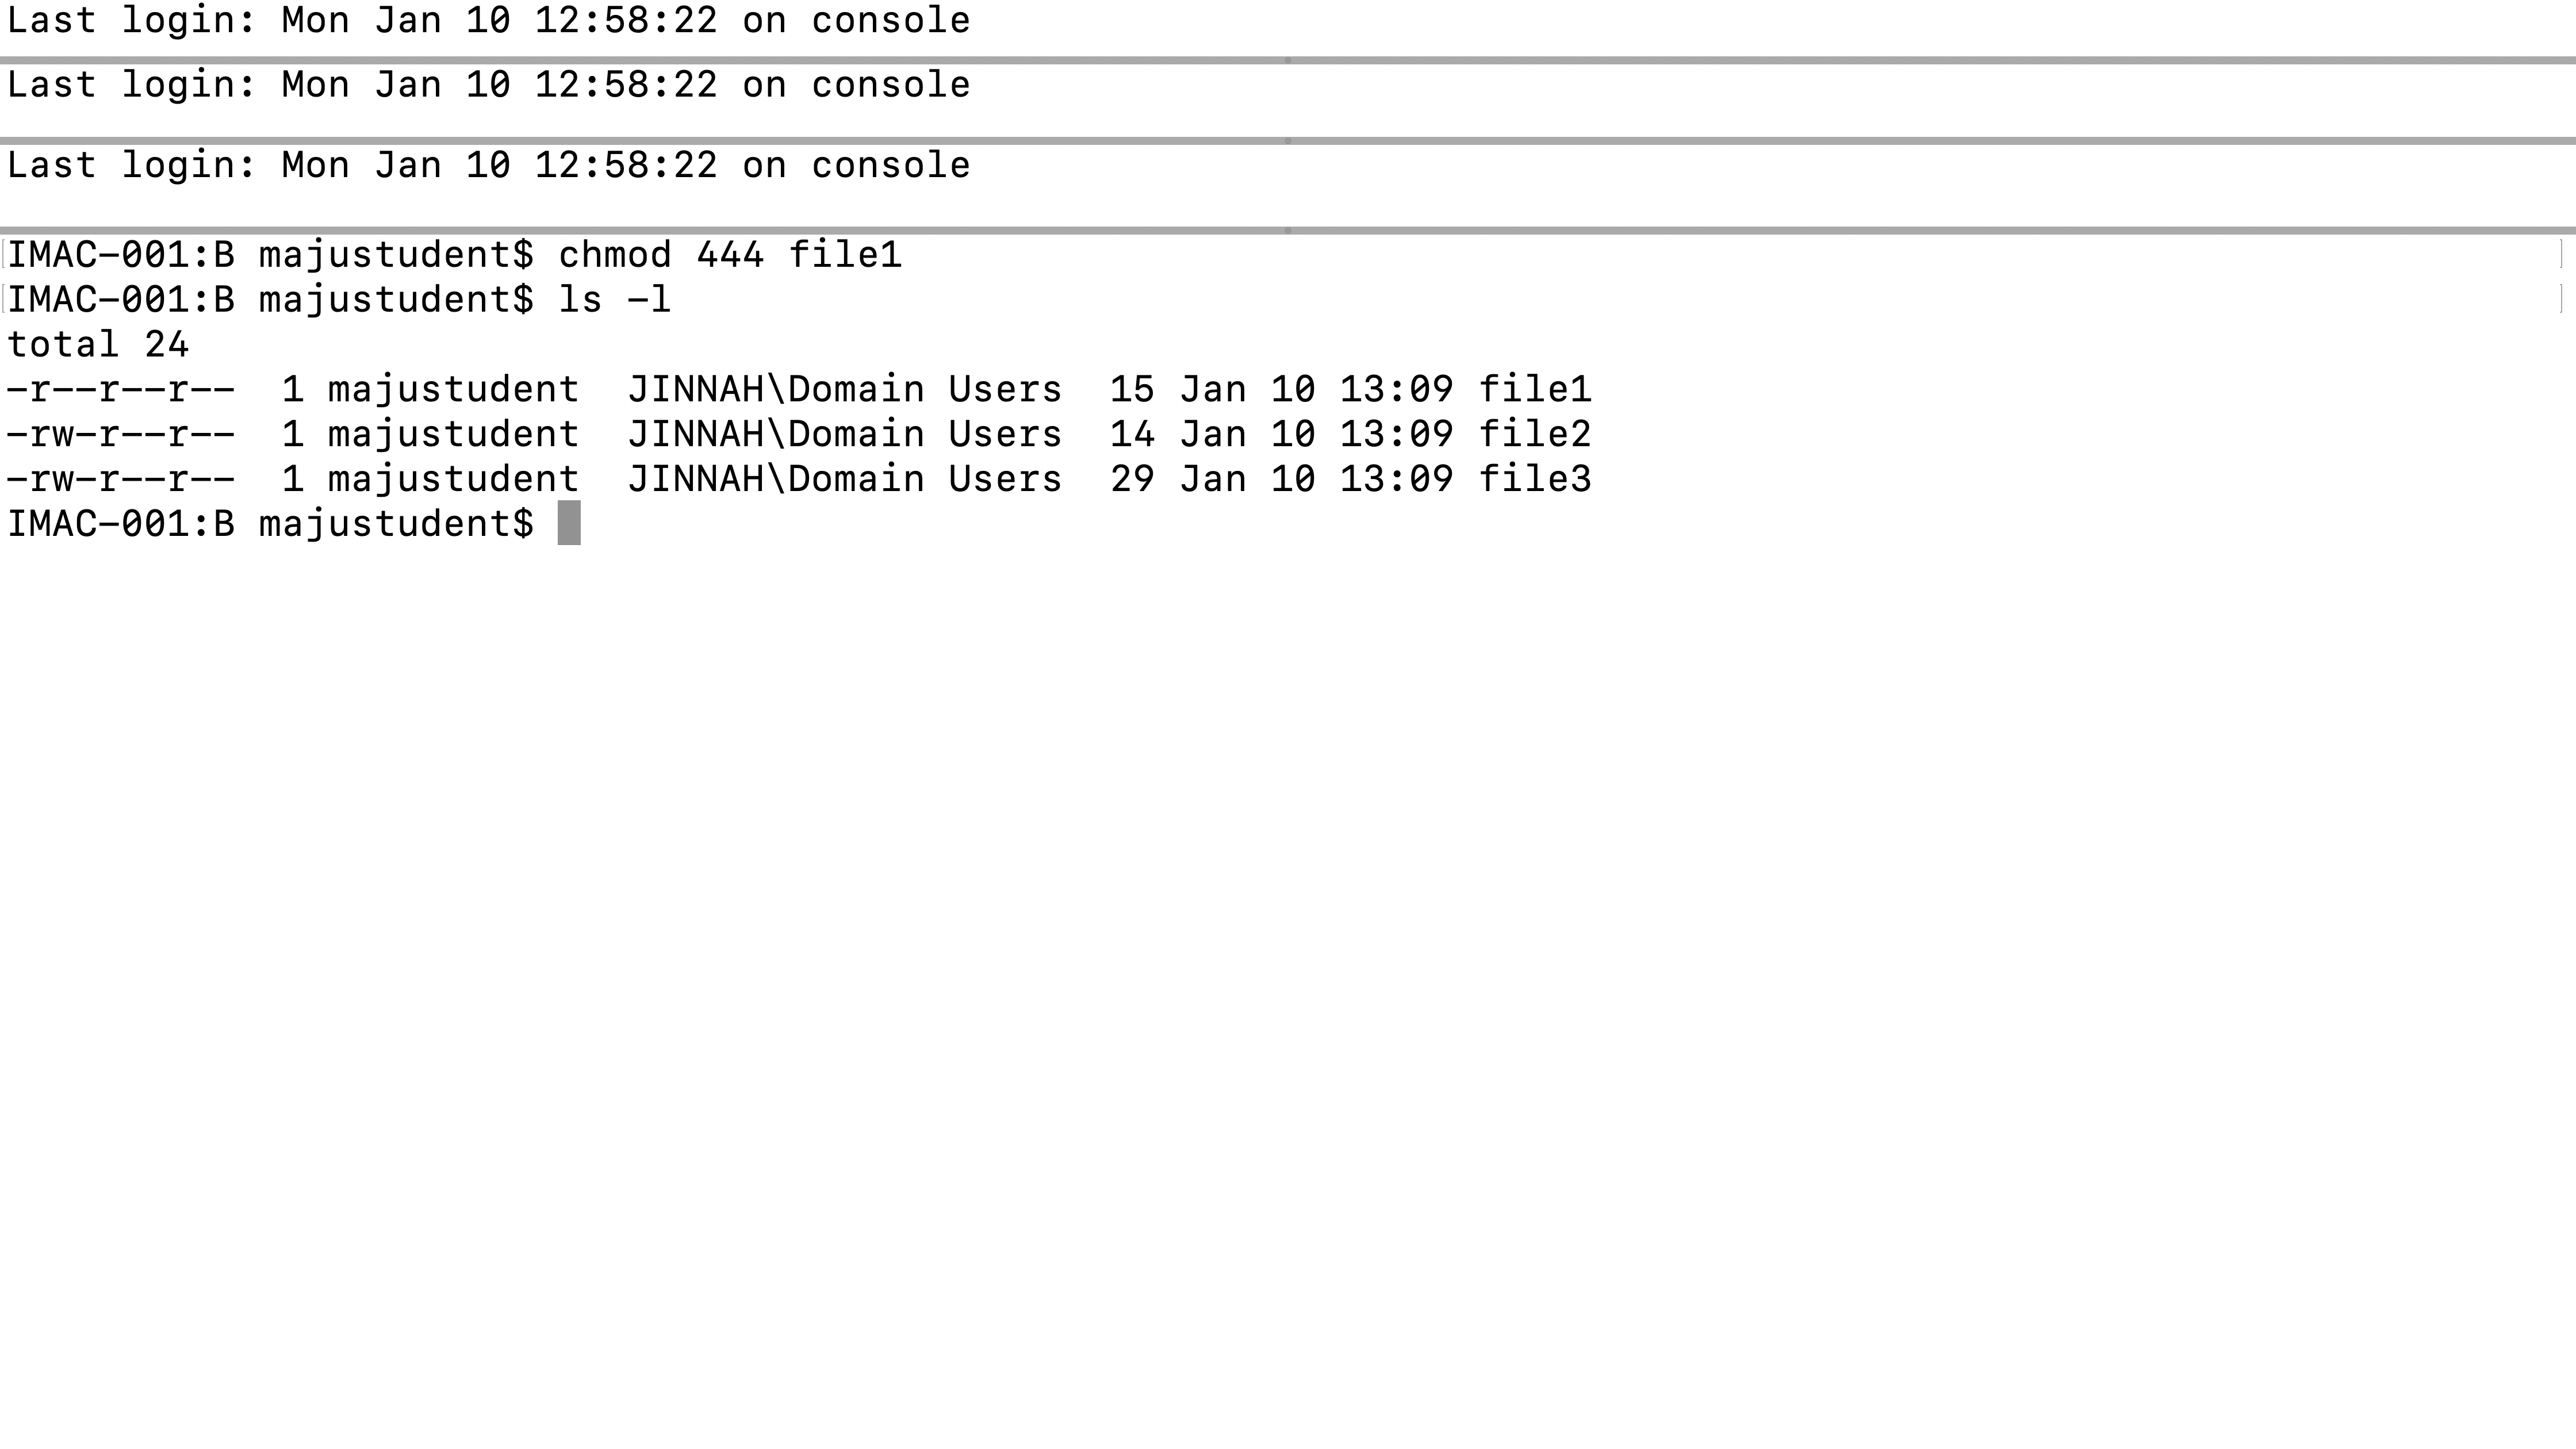 Last login: Mon Jan 10 12:58:22 on console
Last login: Mon Jan 10 12:58:22 on console
Last login: Mon Jan 10 12:58:22 on console
IMAC-001:B majustudent$ chmod 444 file1
IMAC-001:B majustudent$ ls -l
total 24
-r--r--r--  1 majustudent  JINNAH\Domain Users  15 Jan 10 13:09 file1
-rw-r--r--  1 majustudent  JINNAH\Domain Users  14 Jan 10 13:09 file2
-rw-r--r--  1 majustudent  JINNAH\Domain Users  29 Jan 10 13:09 file3
IMAC-001:B majustudent$